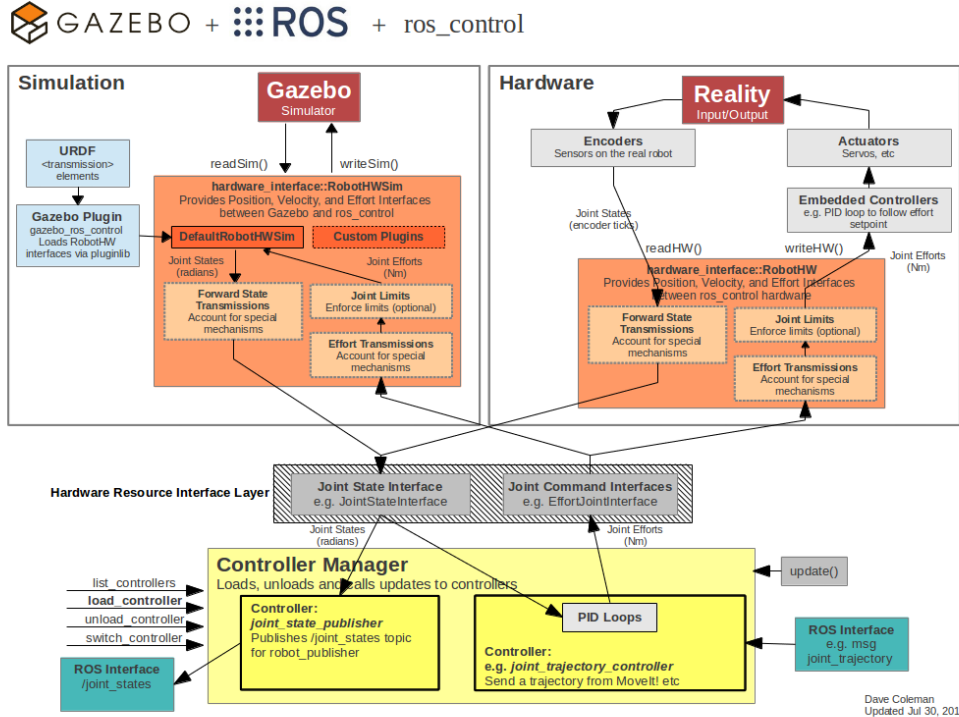 GAZEBO + ROS + ros_control
Simulation
Gazebo
Simulator
URDF
<transmission>
elements
readSim()
writeSim()
Gazebo Plugin
gazebo_ros_control
Loads RobotHW
interfaces via pluginlib
hardware_interface::RobotHWSim
Provides Position, Velocity, and Effort Interfaces
between Gazebo and ros_control
DefaultRobotHWSim
Custom Plugins
Joint States
(radians)
Joint Efforts
(Nm)
Forward State
Transmissions
Account for special
mechanisms
Joint Limits
Enforce limits (optional)
Effort Transmissions
Account for special
mechanisms
Hardware
Reality
Input/Output
Encoders
Sensors on the real robot
Actuators
Servos, etc
Embedded Controllers
e.g. PID loop to follow effort
setpoint
Joint States
(encoder ticks)
readHW()
writeHW()
Joint Efforts
(Nm)
hardware_interface::RobotHW
Provides Position, Velocity, and Effort Interfaces
between ros_control hardware
Forward State
Transmissions
Account for special
mechanisms
Joint Limits
Enforce limits (optional)
Effort Transmissions
Account for special
mechanisms
Hardware Resource Interface Layer
Joint State Interface
e.g. JointStateInterface
Joint Command Interfaces
e.g. EffortJointInterface
Joint States
(radians)
Joint Efforts
(Nm)
Controller Manager
Loads, unloads and calls updates to controllers
update()
list_controllers
load_controller
unload_controller
switch_controller
Controller:
joint_state_publisher
Publishes /joint_states topic
for robot_publisher
PID Loops
Controller:
e.g. joint_trajectory_controller
Send a trajectory from MoveIt! etc
ROS Interface
e.g. msg
joint_trajectory
ROS Interface
/joint_states
Dave Coleman
Updated Jul 30, 201